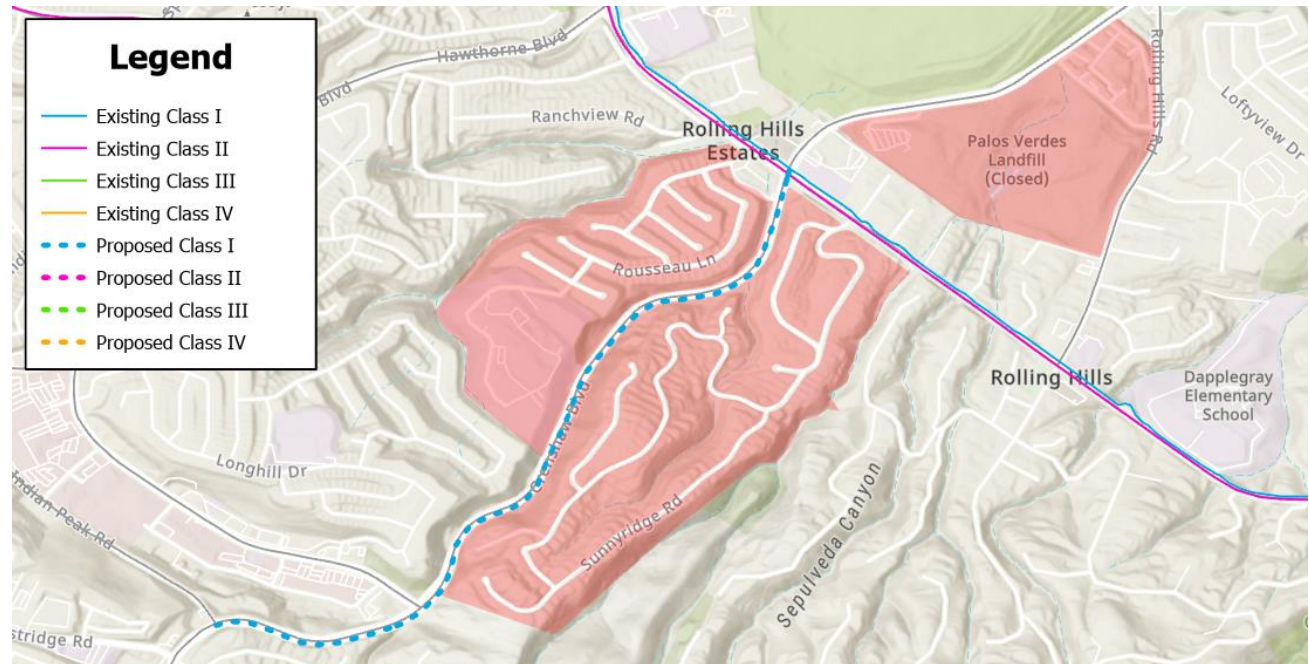 Legend
Existing Class I
Existing Class II
Existing Class III
Existing Class IV
Proposed Class I
Proposed Class II
Proposed Class III
Proposed Class IV
Hawthorne Blvd
Blvd
Ranchview Rd
Rolling Hills
Estates
Rolling Hills Rd
Loftyview Dr
Palos Verdes
Landfill
(Closed)
Rousseau Ln
Crenshaw Blvd
Rolling Hills
Dapplegray
Elementary
School
Longhill Dr
Indian Peak Rd
Sunnyridge Rd
Sepulveda Canyon
stridge Rd